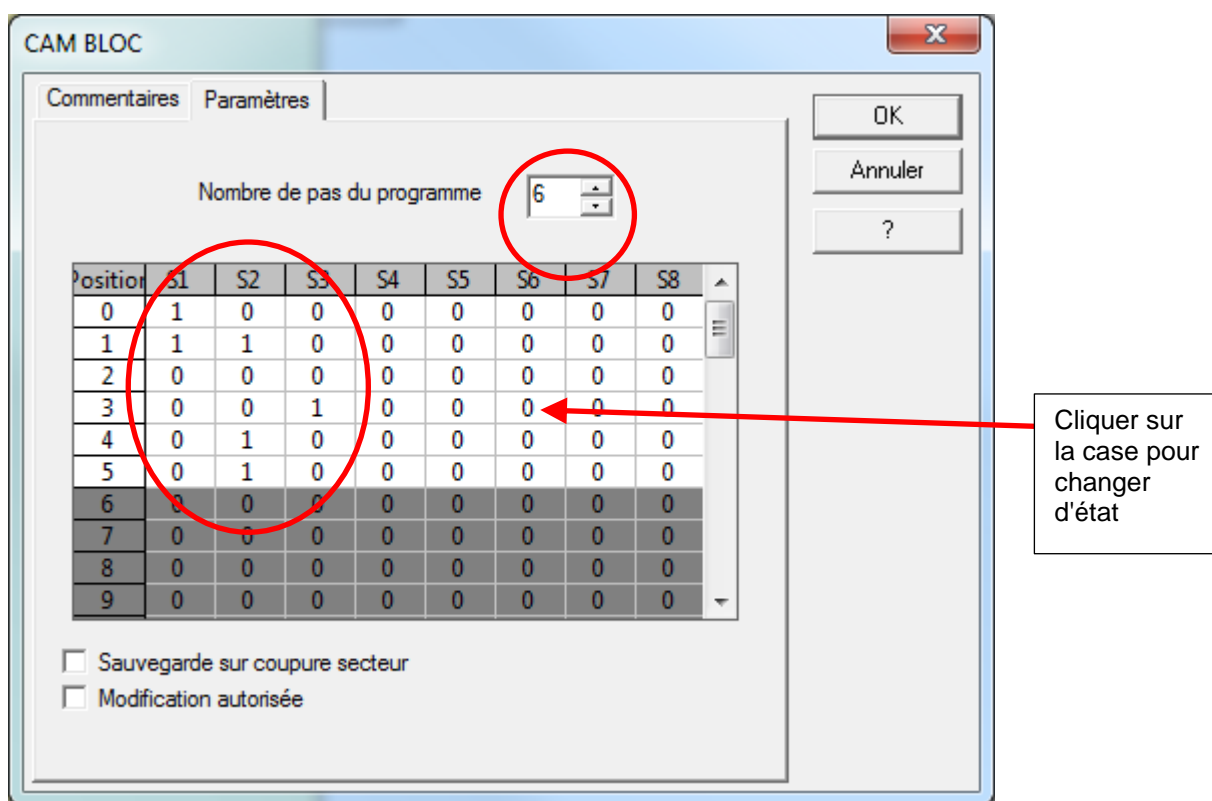 CAM BLOC
Commentaires Paramètres
OK
Annuler
?
Nombre de pas du programme 6
Position S1 S2 S3 S4 S5 S6 S7 S8
0 1 0 0 0 0 0 0 0
1 1 1 0 0 0 0 0 0
2 0 0 0 0 0 0 0 0
3 0 0 1 0 0 0 0 0
4 0 1 0 0 0 0 0 0
5 0 1 0 0 0 0 0 0
6 0 0 0 0 0 0 0 0
7 0 0 0 0 0 0 0 0
8 0 0 0 0 0 0 0 0
9 0 0 0 0 0 0 0 0
Sauvegarde sur coupure secteur
Modification autorisée
Cliquer sur
la case pour
changer
d'état